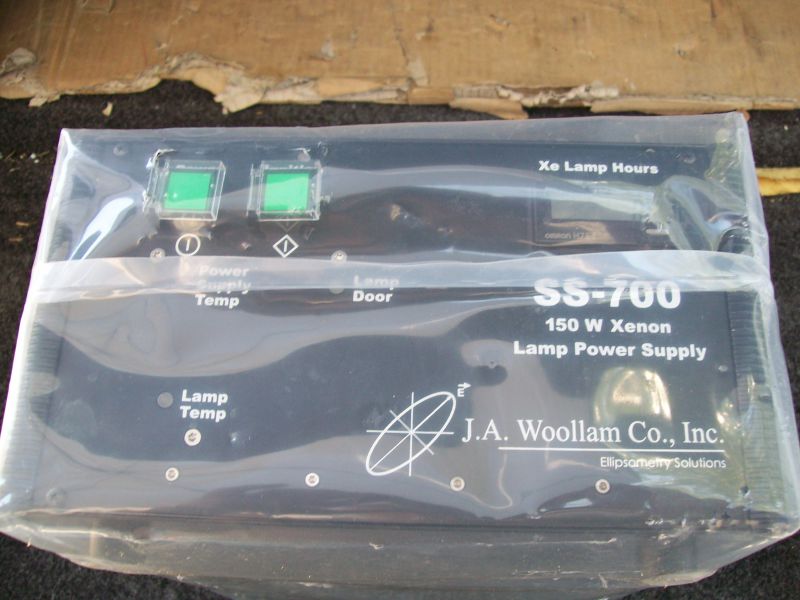 Xe Lamp Hours
OMRON
Power
Supply
Temp
Lamp
Door
SS-700
150 W Xenon
Lamp Power Supply
Lamp
Temp
E
J.A. Woollam Co., Inc.
Ellipsometry Solutions